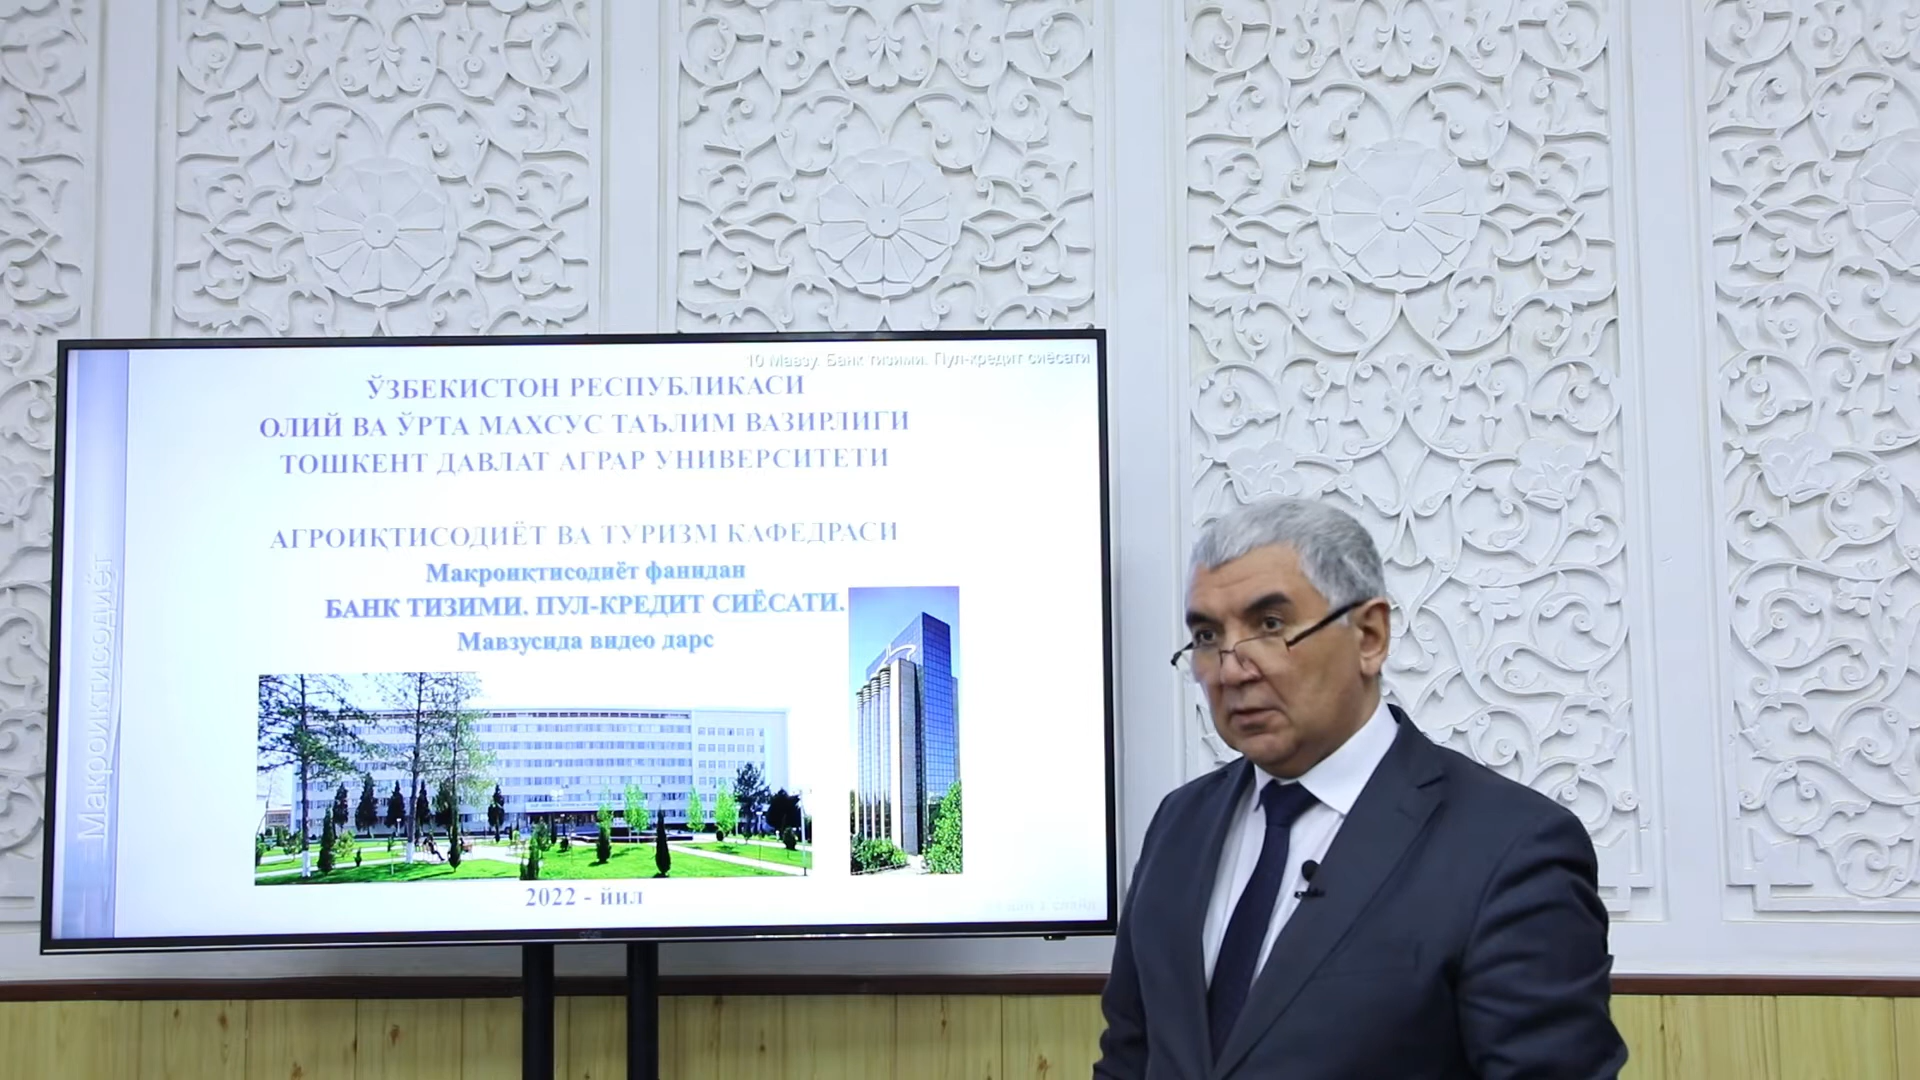 10 Мавзу. Банк тизими. Пул-кредит сиёсати
ЎЗБЕКИСТОН РЕСПУБЛИКАСИ
ОЛИЙ ВА ЎРТА МАХСУС ТАЪЛИМ ВАЗИРЛИГИ
ТОШКЕНТ ДАВЛАТ АГРАР УНИВЕРСИТЕТИ
АГРОИҚТИСОДИЁТ ВА ТУРИЗМ КАФЕДРАСИ
Макроиқтисодиёт фанидан
БАНК ТИЗИМИ. ПУЛ-КРЕДИТ СИЁСАТИ.
Мавзусида видео дарс
Макроиқтисодиёт
2022 - йил